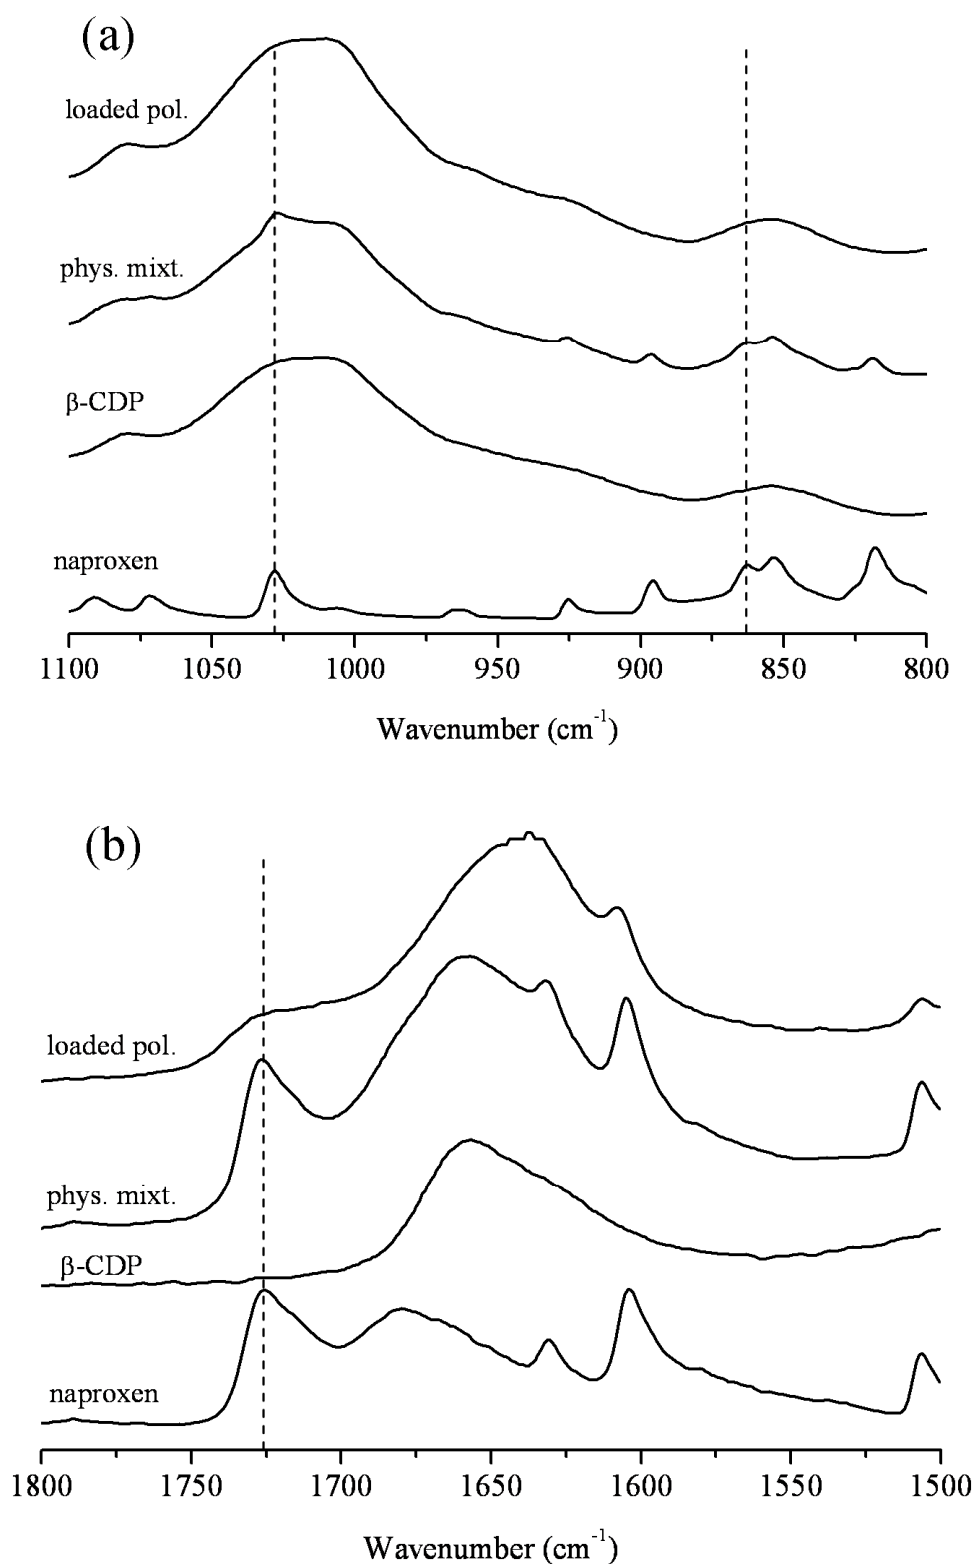 (a)
loaded pol.
phys. mixt.
β-CDP
naproxen
1100 1050 1000 950 900 850 800
Wavenumber (cm⁻¹)
(b)
loaded pol.
phys. mixt.
β-CDP
naproxen
1800 1750 1700 1650 1600 1550 1500
Wavenumber (cm⁻¹)